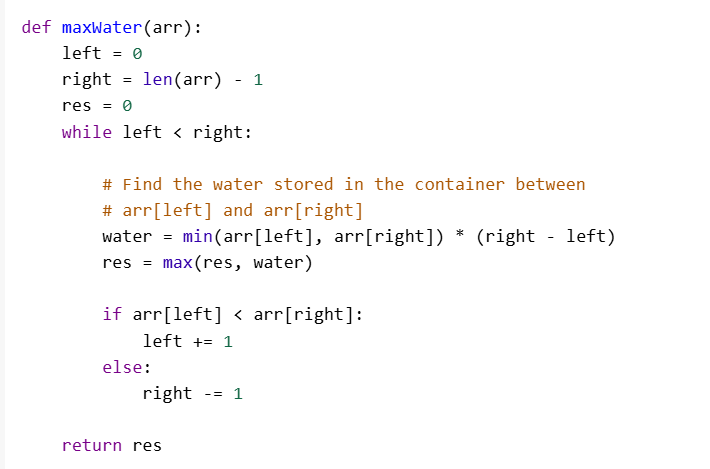 def maxWater(arr):
    left = 0
    right = len(arr) - 1
    res = 0
    while left < right:

        # Find the water stored in the container between
        # arr[left] and arr[right]
        water = min(arr[left], arr[right]) * (right - left)
        res = max(res, water)

        if arr[left] < arr[right]:
            left += 1
        else:
            right -= 1

    return res